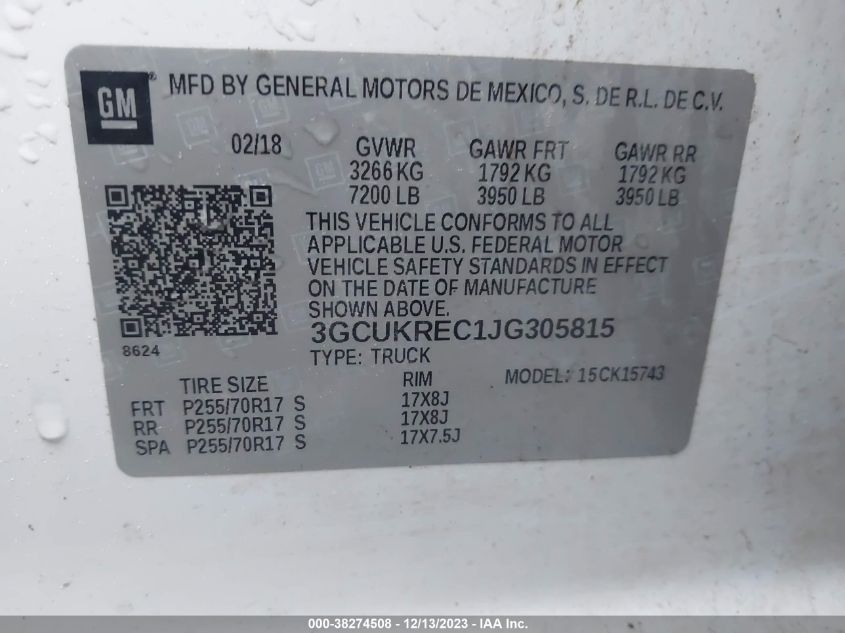 GM ® MFD BY GENERAL MOTORS DE MEXICO, S. DE R.L. DE C.V.
02/18 GVWR GAWR FRT GAWR RR
3266 KG 1792 KG 1792 KG
7200 LB 3950 LB 3950 LB
THIS VEHICLE CONFORMS TO ALL
APPLICABLE U.S. FEDERAL MOTOR
VEHICLE SAFETY STANDARDS IN EFFECT
ON THE DATE OF MANUFACTURE
SHOWN ABOVE.
3GCUKREC1JG305815
8624 TYPE: TRUCK
TIRE SIZE RIM MODEL: 15CK15743
FRT P255/70R17 S 17X8J
RR P255/70R17 S 17X8J
SPA P255/70R17 S 17X7.5J
000-38274508 - 12/13/2023 - IAA Inc.